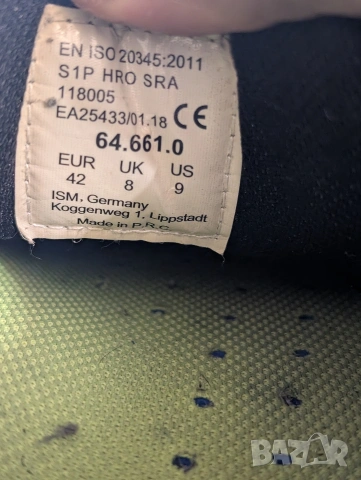 EN ISO 20345:2011
S1P HRO SRA
118005
EA25433/01.18 CE
64.661.0
EUR UK US
42 8 9
ISM, Germany
Koggenweg 1, Lippstadt
Made in P.R.C.
BAZAR